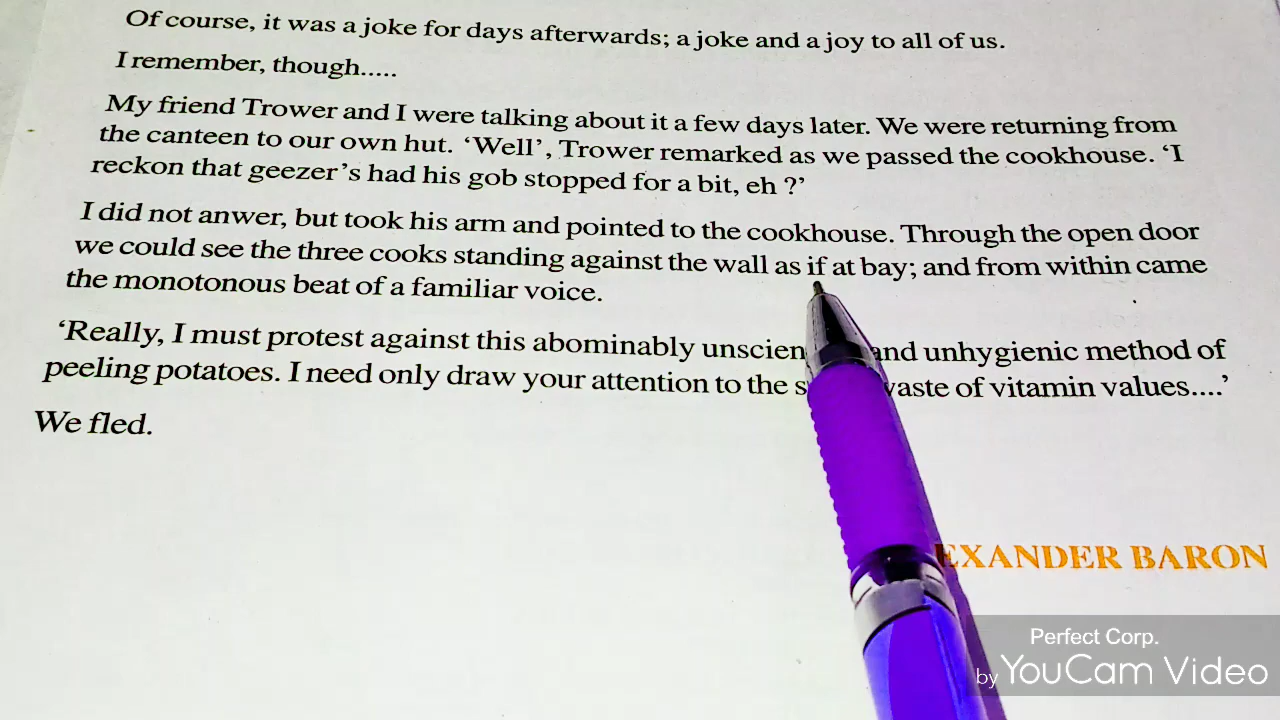 Of course, it was a joke for days afterwards; a joke and a joy to all of us.
I remember, though.....
My friend Trower and I were talking about it a few days later. We were returning from
the canteen to our own hut. ‘Well’, Trower remarked as we passed the cookhouse. ‘I
reckon that geezer’s had his gob stopped for a bit, eh ?’
I did not anwer, but took his arm and pointed to the cookhouse. Through the open door
we could see the three cooks standing against the wall as if at bay; and from within came
the monotonous beat of a familiar voice.
‘Really, I must protest against this abominably and unhygienic method of
peeling potatoes. I need only draw your attention to the waste of vitamin values....’
We fled.
EXANDER BARON
Perfect Corp.
by YouCam Video